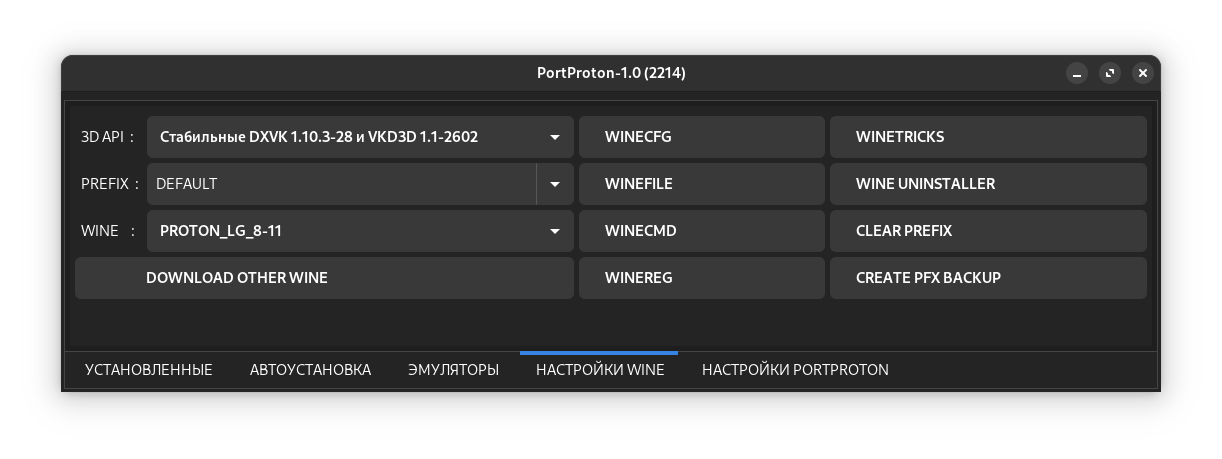 PortProton-1.0 (2214)
3D API : Стабильные DXVK 1.10.3-28 и VKD3D 1.1-2602 WINECFG WINETRICKS
PREFIX : DEFAULT WINEFILE WINE UNINSTALLER
WINE : PROTON_LG_8-11 WINECMD CLEAR PREFIX
DOWNLOAD OTHER WINE WINEREG CREATE PFX BACKUP
УСТАНОВЛЕННЫЕ АВТОУСТАНОВКА ЭМУЛЯТОРЫ НАСТРОЙКИ WINE НАСТРОЙКИ PORTPROTON